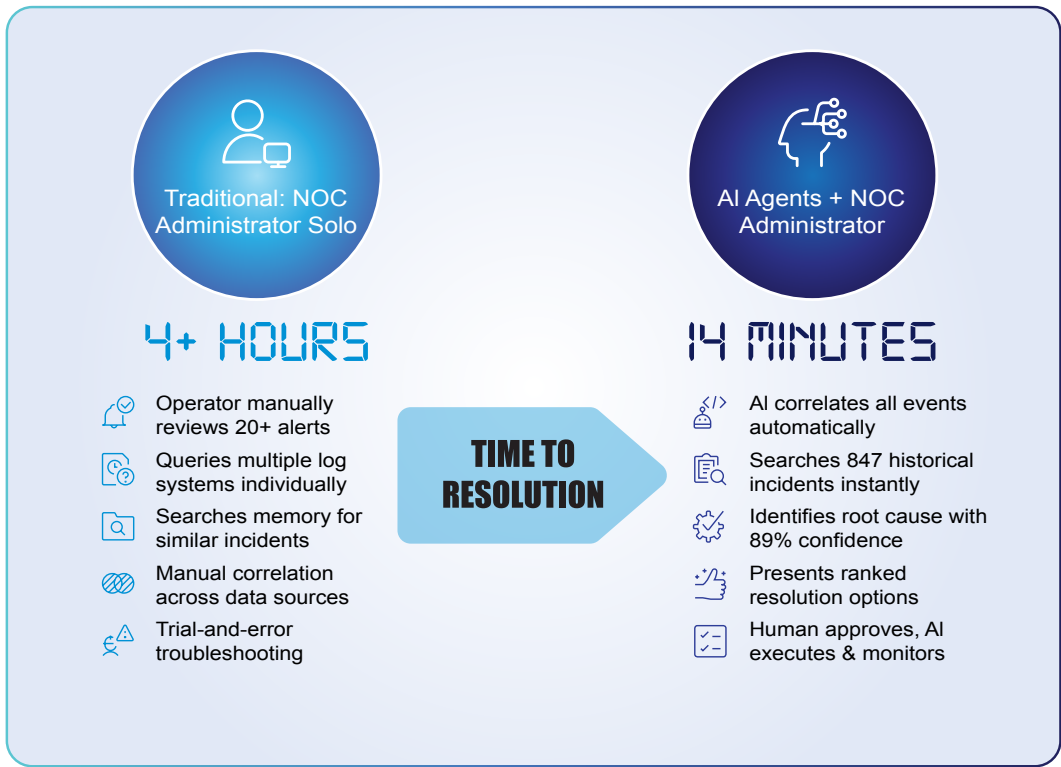 Traditional: NOC
Administrator Solo
4+ HOURS
Operator manually
reviews 20+ alerts
Queries multiple log
systems individually
Searches memory for
similar incidents
Manual correlation
across data sources
Trial-and-error
troubleshooting
TIME TO
RESOLUTION
AI Agents + NOC
Administrator
14 MINUTES
AI correlates all events
automatically
Searches 847 historical
incidents instantly
Identifies root cause with
89% confidence
Presents ranked
resolution options
Human approves, AI
executes & monitors